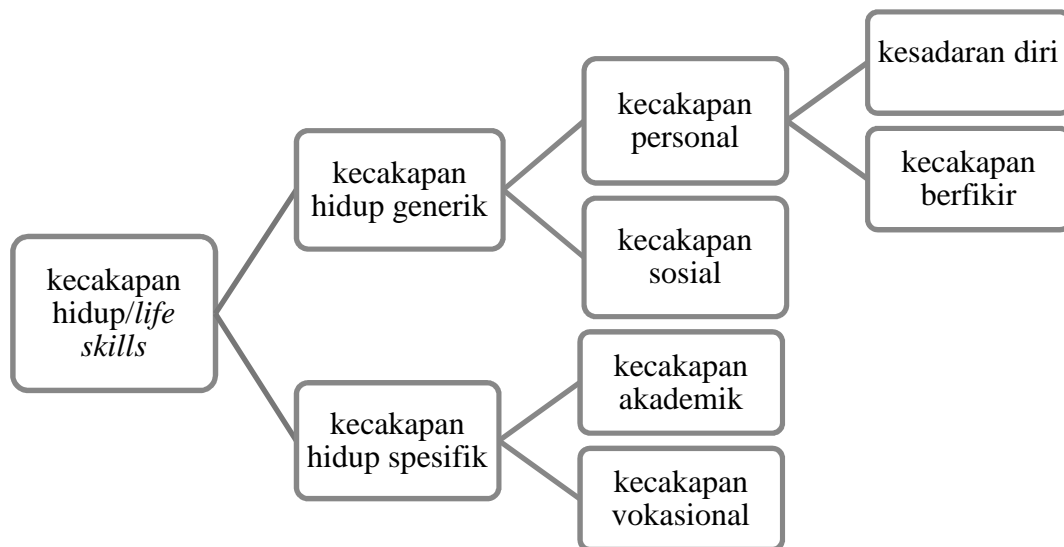 kecakapan
hidup/life
skills
kecakapan
hidup generik
kecakapan
personal
kesadaran diri
kecakapan
berfikir
kecakapan
sosial
kecakapan
hidup spesifik
kecakapan
akademik
kecakapan
vokasional